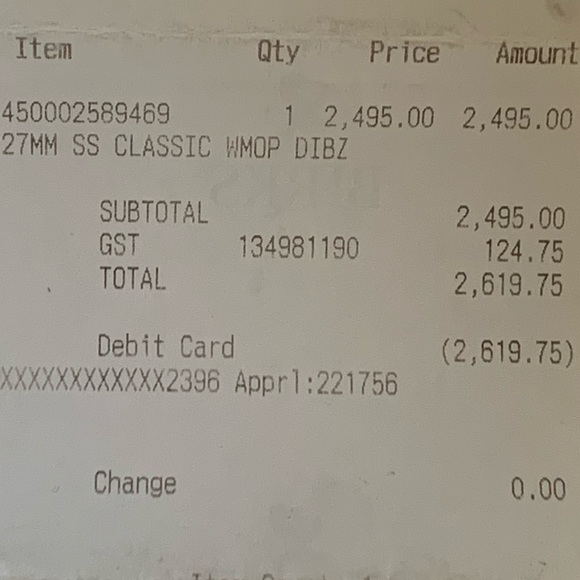 Item Qty Price Amount
450002589469 1 2,495.00 2,495.00
27MM SS CLASSIC WMOP DIBZ
SUBTOTAL 2,495.00
GST 134981190 124.75
TOTAL 2,619.75
Debit Card (2,619.75)
XXXXXXXXXXXX2396 Apprl:221756
Change 0.00